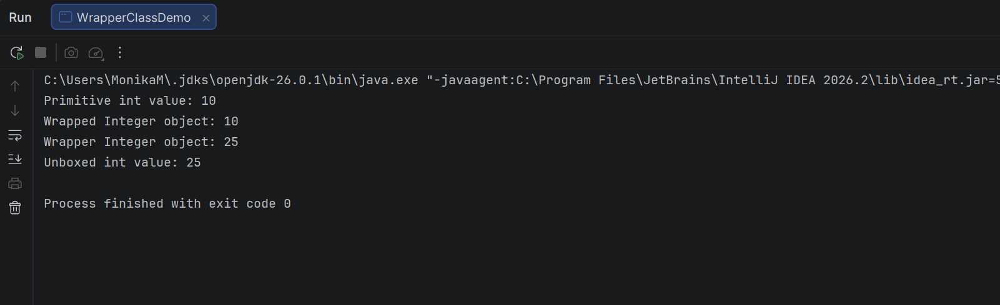 Run WrapperClassDemo
C:\Users\MonikaM\.jdks\openjdk-26.0.1\bin\java.exe "-javaagent:C:\Program Files\JetBrains\IntelliJ IDEA 2026.2\lib\idea_rt.jar=
Primitive int value: 10
Wrapped Integer object: 10
Wrapper Integer object: 25
Unboxed int value: 25
Process finished with exit code 0